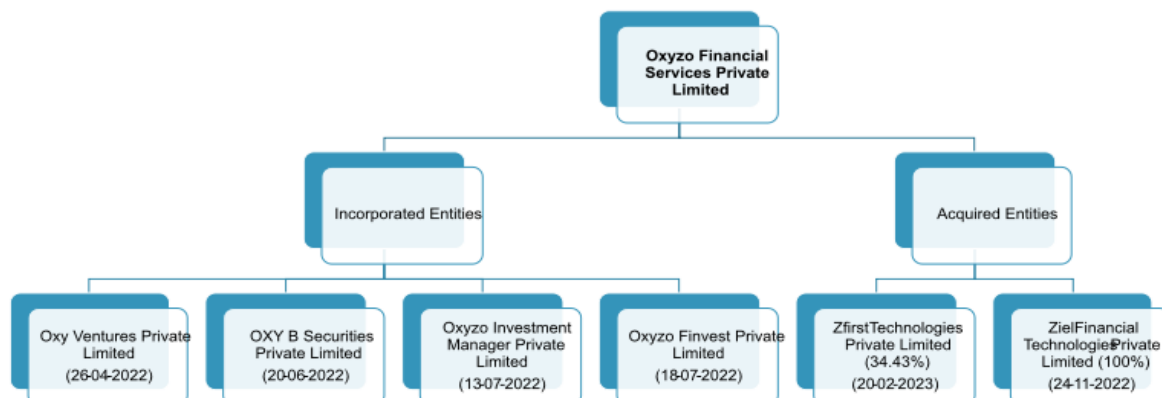 Oxyzo Financial
Services Private
Limited
Incorporated Entities
Acquired Entities
Oxy Ventures Private
Limited
(26-04-2022)
OXY B Securities
Private Limited
(20-06-2022)
Oxyzo Investment
Manager Private
Limited
(13-07-2022)
Oxyzo Finvest Private
Limited
(18-07-2022)
ZfirstTechnologies
Private Limited
(34.43%)
(20-02-2023)
ZielFinancial
TechnologiesPrivate
Limited (100%)
(24-11-2022)